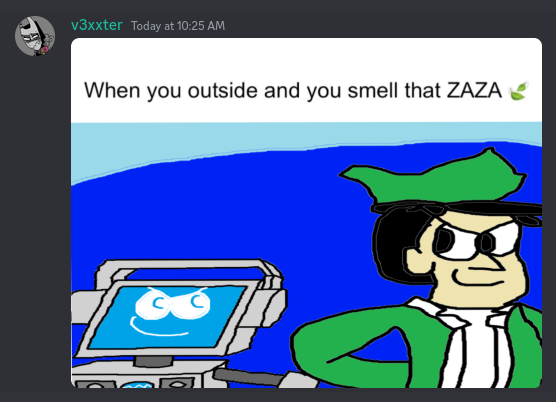 v3xxter Today at 10:25 AM
When you outside and you smell that ZAZA 🍃